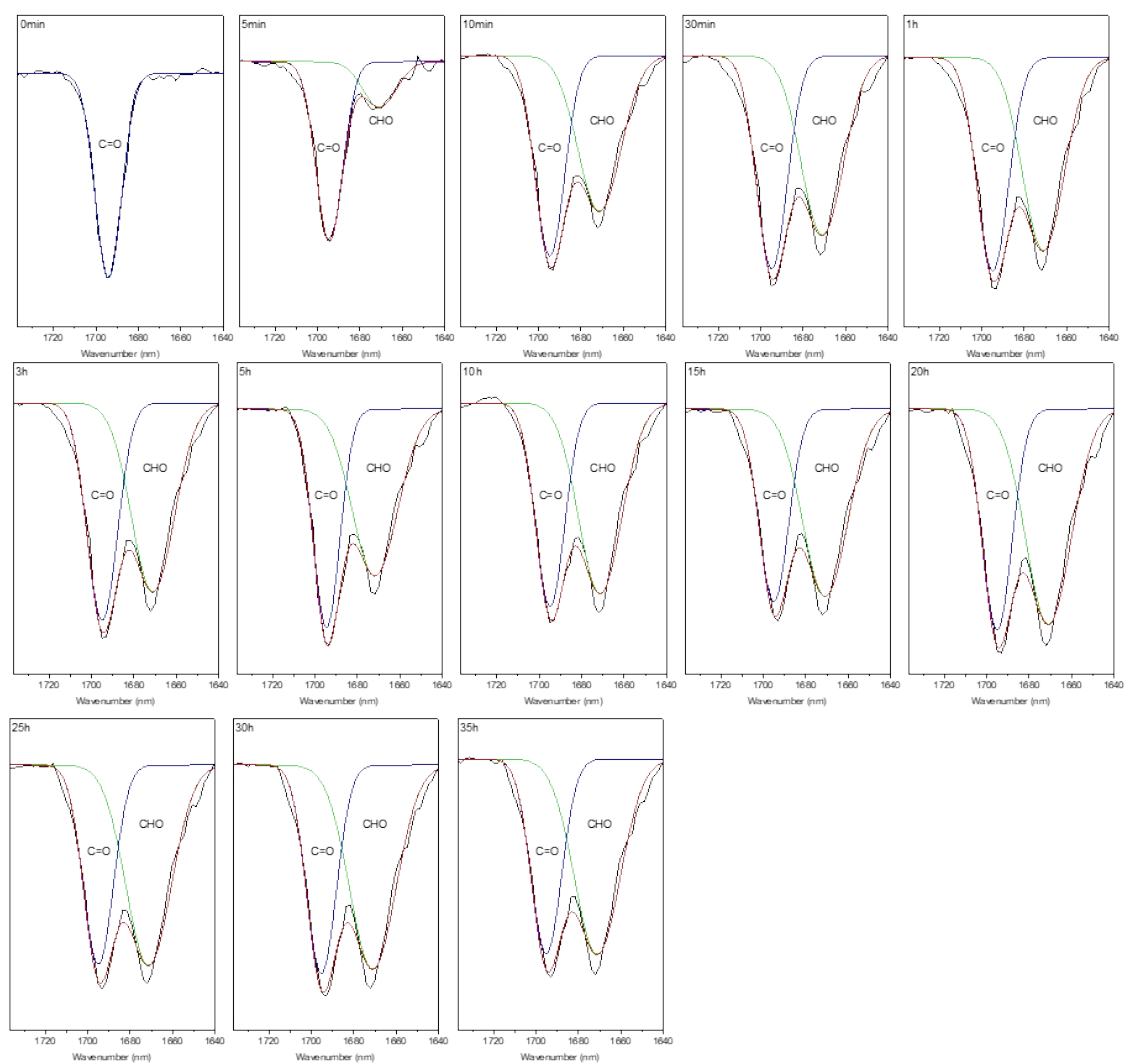 0min 5min 10min 30min 1h
C=O C=O CHO C=O CHO C=O CHO C=O CHO
1720 1700 1680 1660 1640 1720 1700 1680 1660 1640 1720 1700 1680 1660 1640 1720 1700 1680 1660 1640 1720 1700 1680 1660 1640
Wavenumber (nm) Wavenumber (nm) Wavenumber (nm) Wavenumber (nm) Wavenumber (nm)
3h 5h 10h 15h 20h
C=O CHO C=O CHO C=O CHO C=O CHO C=O CHO
1720 1700 1680 1660 1640 1720 1700 1680 1660 1640 1720 1700 1680 1660 1640 1720 1700 1680 1660 1640 1720 1700 1680 1660 1640
Wavenumber (nm) Wavenumber (nm) Wavenumber (nm) Wavenumber (nm) Wavenumber (nm)
25h 30h 35h
C=O CHO C=O CHO C=O CHO
1720 1700 1680 1660 1640 1720 1700 1680 1660 1640 1720 1700 1680 1660 1640
Wavenumber (nm) Wavenumber (nm) Wavenumber (nm)